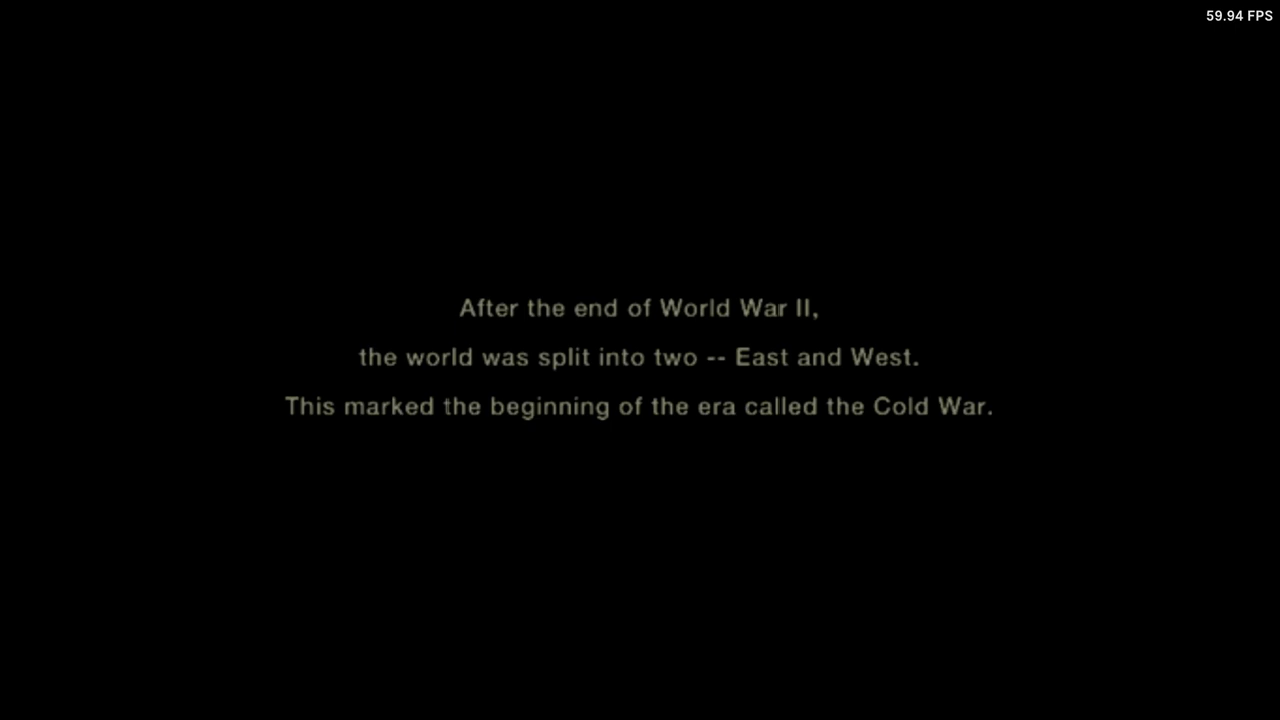 59.94 FPS
After the end of World War II,
the world was split into two -- East and West.
This marked the beginning of the era called the Cold War.